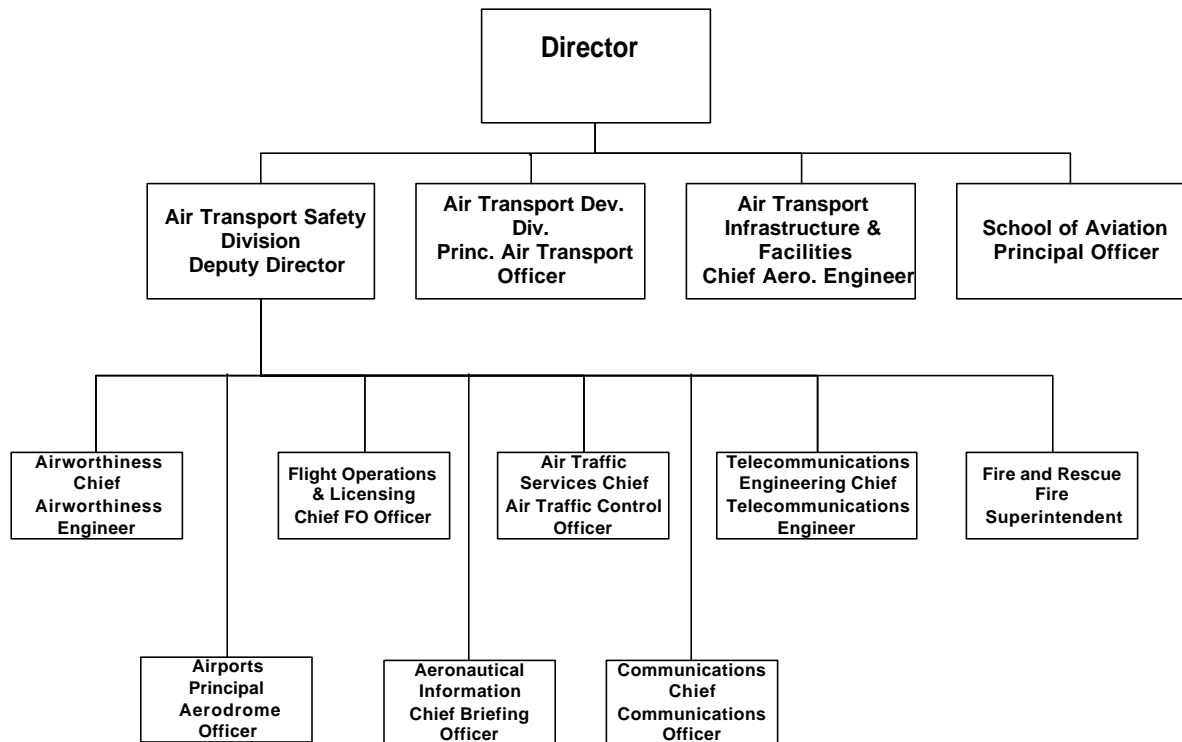 Director
Air Transport Safety
Division
Deputy Director
Air Transport Dev.
Div.
Princ. Air Transport
Officer
Air Transport
Infrastructure &
Facilities
Chief Aero. Engineer
School of Aviation
Principal Officer
Airworthiness
Chief
Airworthiness
Engineer
Flight Operations
& Licensing
Chief FO Officer
Air Traffic
Services Chief
Air Traffic Control
Officer
Telecommunications
Engineering Chief
Telecommunications
Engineer
Fire and Rescue
Fire
Superintendent
Airports
Principal
Aerodrome
Officer
Aeronautical
Information
Chief Briefing
Officer
Communications
Chief
Communications
Officer